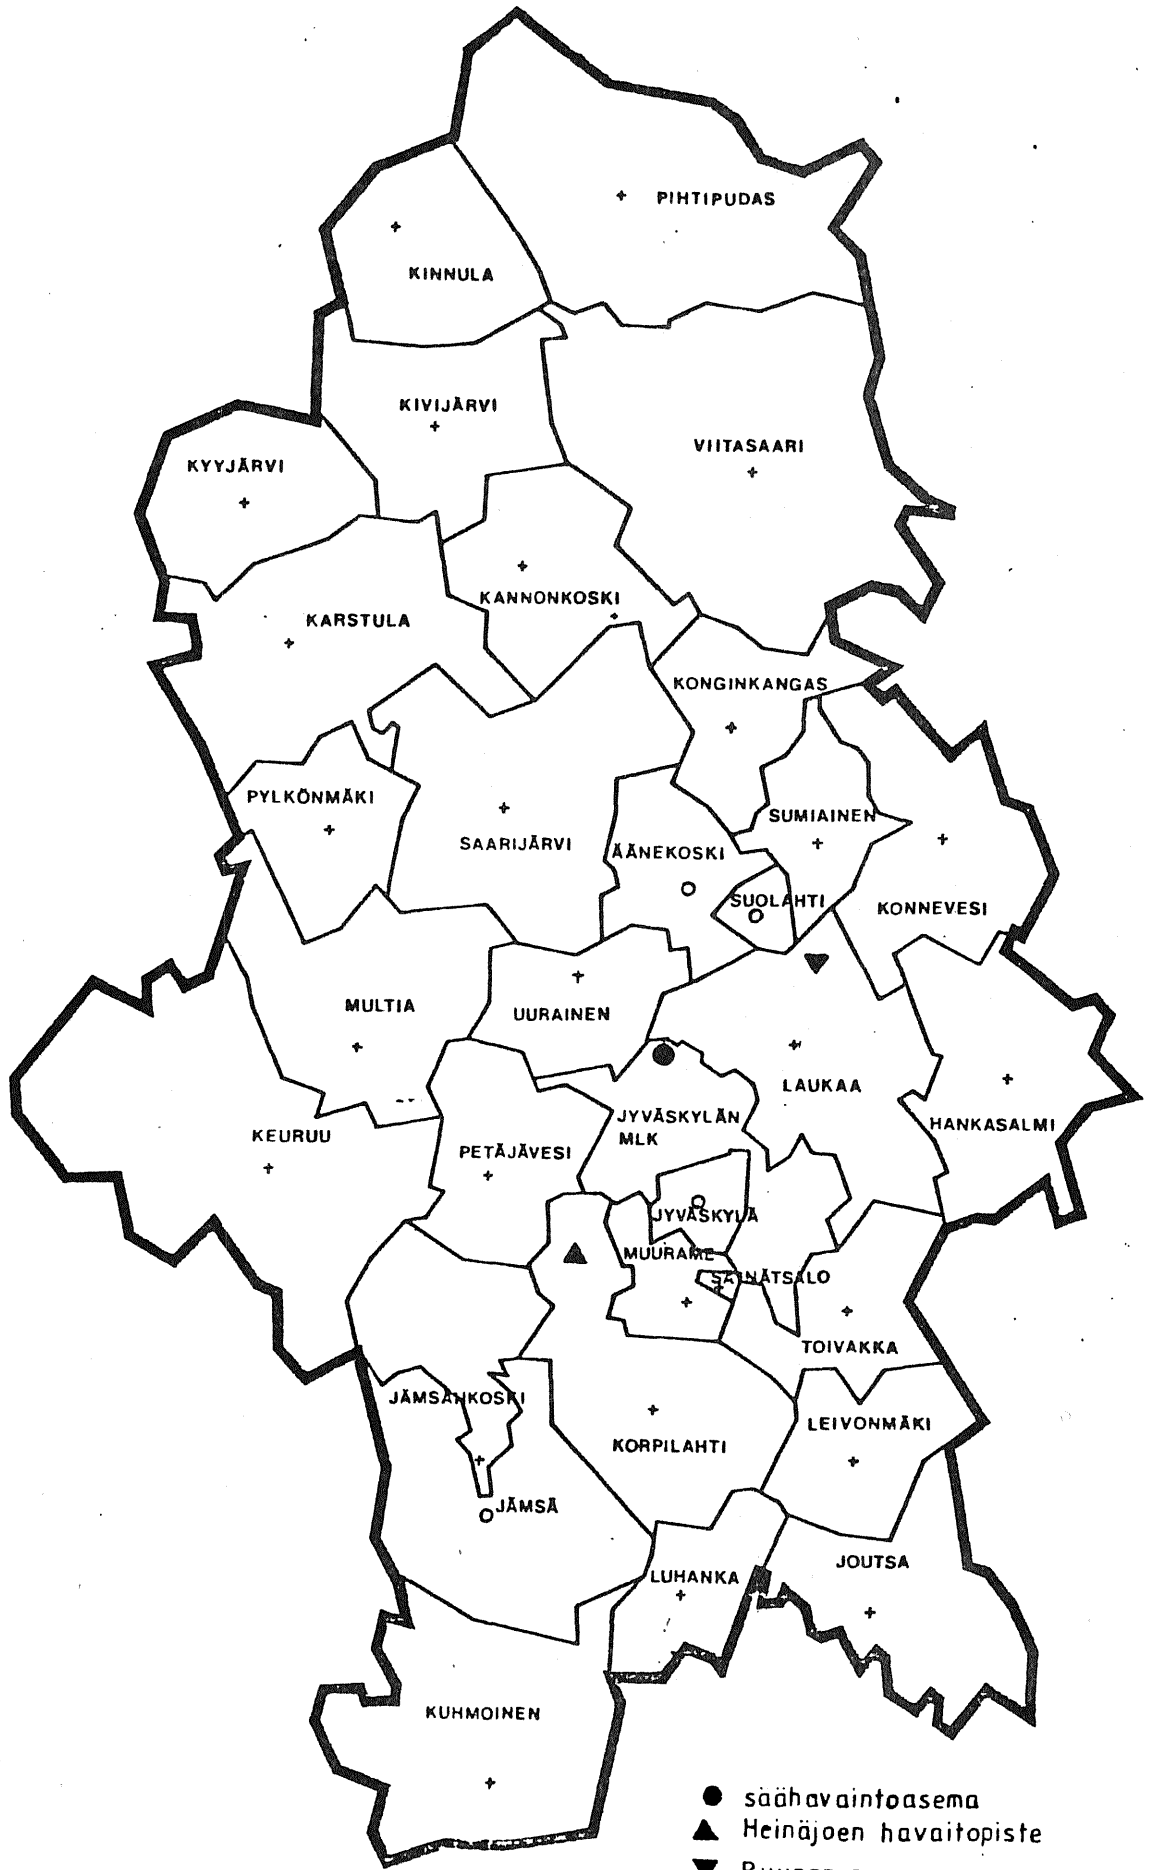 PIHTIPUDAS
KINNULA
KIVIJÄRVI
VIITASAARI
KYYJÄRVI
KANNONKOSKI
KARSTULA
KONGINKANGAS
PYLKÖNMÄKI
SUMIAINEN
SAARIJÄRVI
ÄÄNEKOSKI
SUOLAHTI
KONNEVESI
MULTIA
UURAINEN
LAUKAA
JYVÄSKYLÄN
MLK
HANKASALMI
KEURUU
PETÄJÄVESI
JYVÄSKYLÄ
MUURAME
SÄYNÄTSALO
TOIVAKKA
JÄMSÄNKOSKI
LEIVONMÄKI
KORPILAHTI
JÄMSÄ
JOUTSA
LUHANKA
KUHMOINEN
säähavaintoasema
Heinäjoen havaitopiste